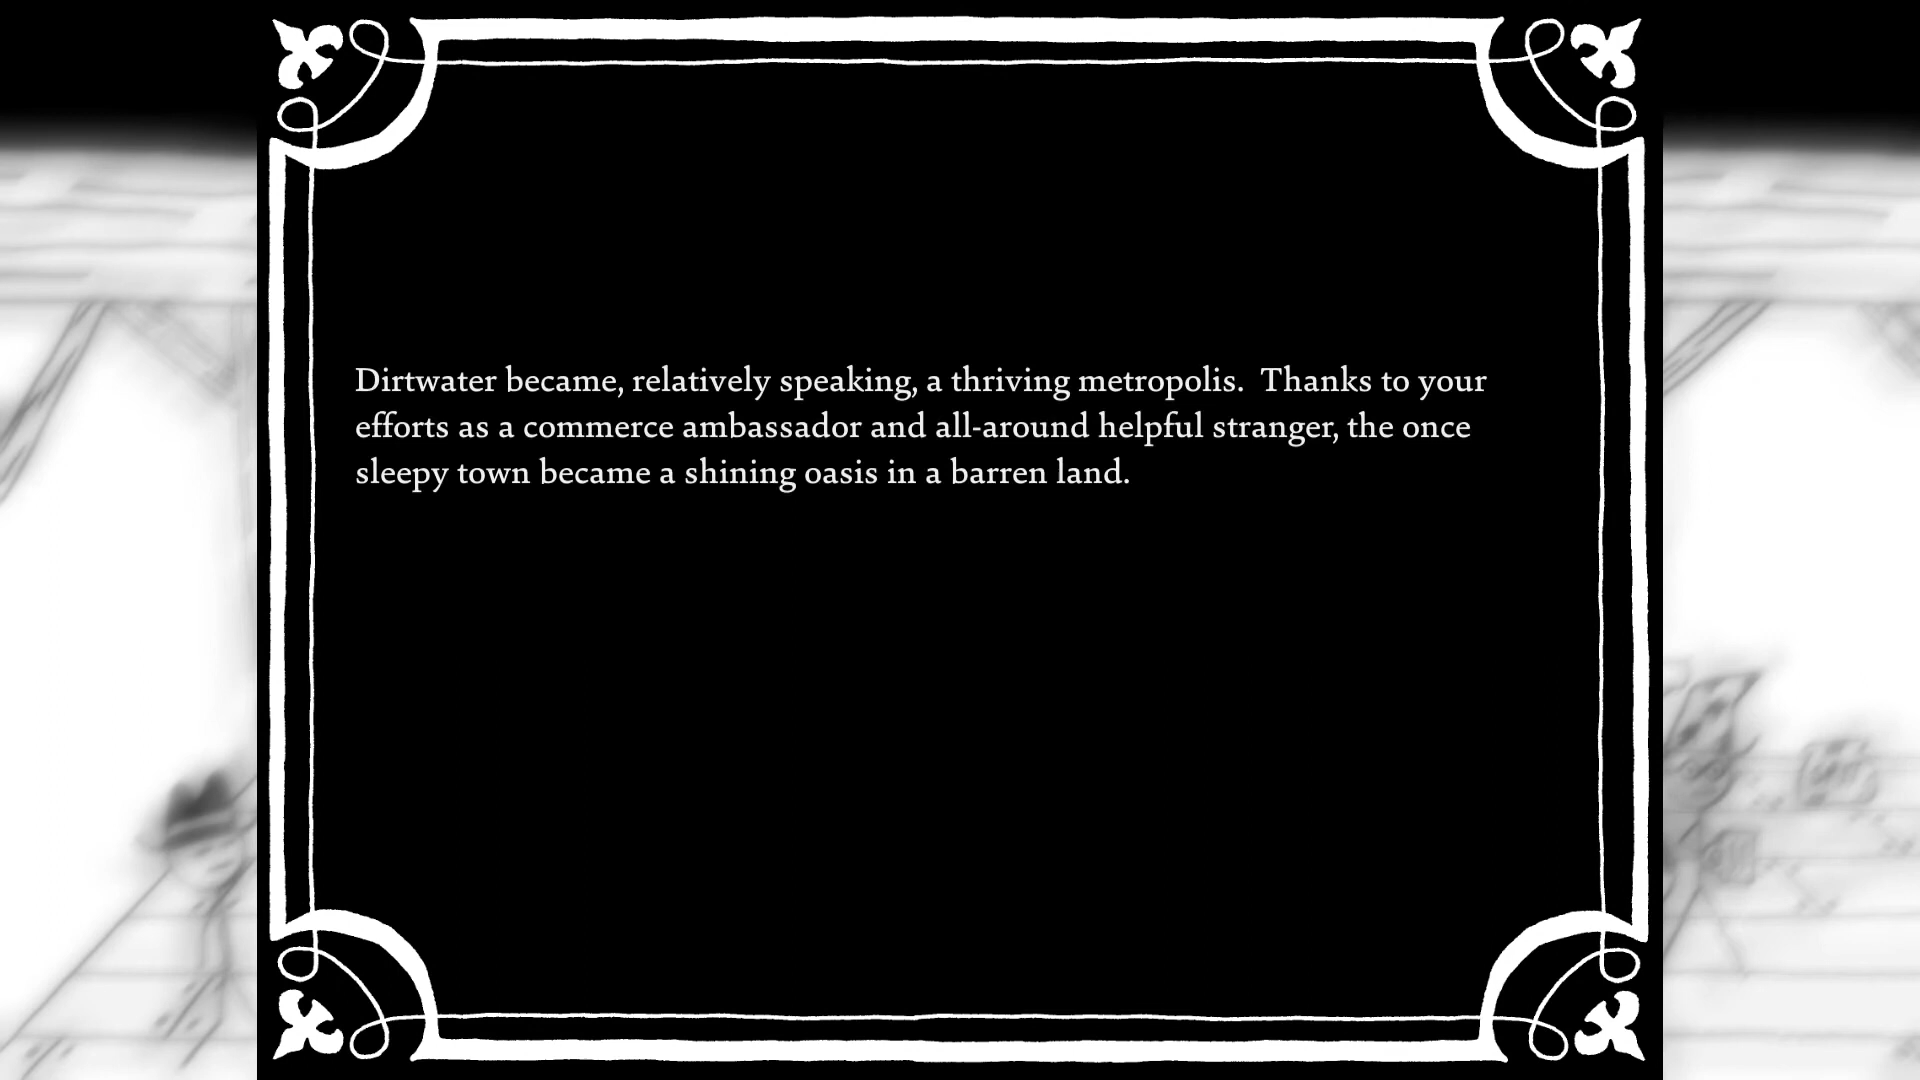 Dirtwater became, relatively speaking, a thriving metropolis.  Thanks to your
efforts as a commerce ambassador and all-around helpful stranger, the once
sleepy town became a shining oasis in a barren land.